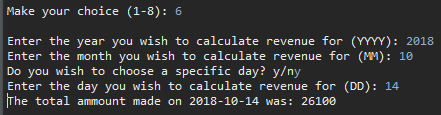 Make your choice (1-8): 6
Enter the year you wish to calculate revenue for (YYYY): 2018
Enter the month you wish to calculate revenue for (MM): 10
Do you wish to choose a specific day? y/ny
Enter the day you wish to calculate revenue for (DD): 14
The total ammount made on 2018-10-14 was: 26100